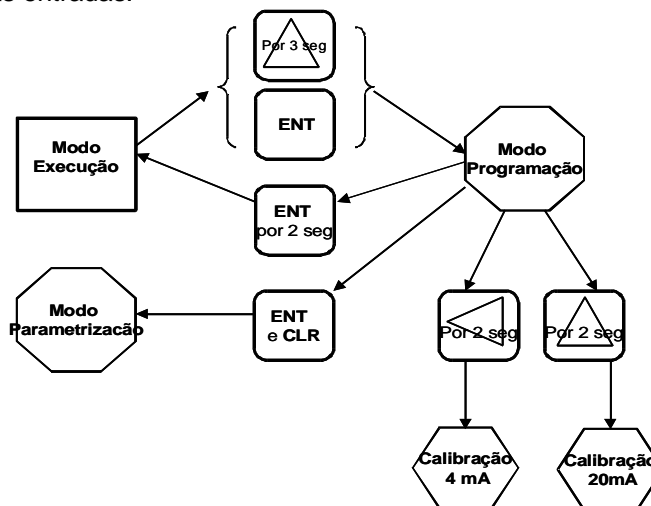 Por 3 seg
ENT
Modo
Execução
Modo
Programação
ENT
por 2 seg
Modo
Parametrização
ENT
e CLR
Por 2 seg
Por 2 seg
Calibração
4 mA
Calibração
20mA